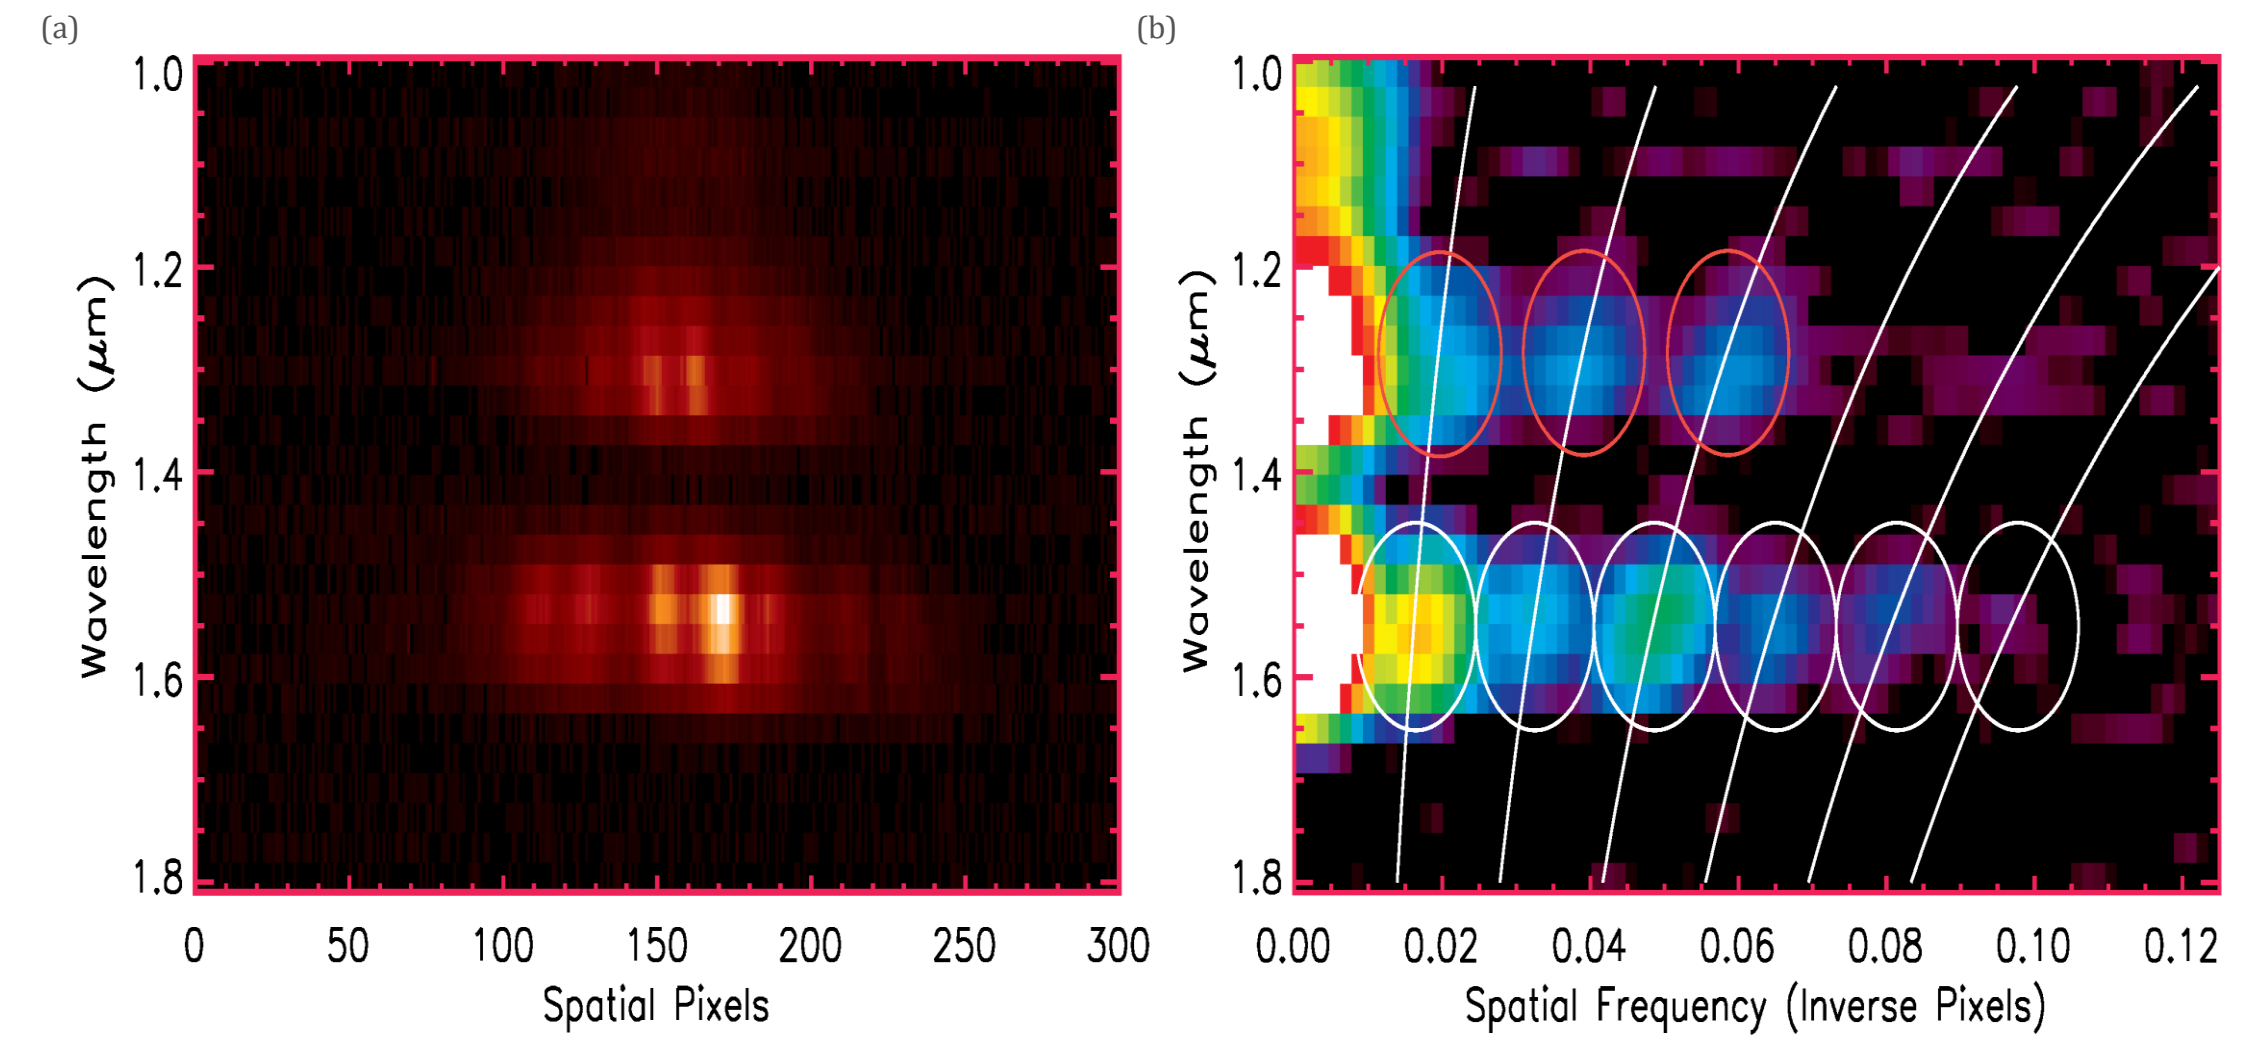 (a)
(b)
Wavelength (μm)
1.0
1.2
1.4
1.6
1.8
0 50 100 150 200 250 300
Spatial Pixels
Wavelength (μm)
1.0
1.2
1.4
1.6
1.8
0.00 0.02 0.04 0.06 0.08 0.10 0.12
Spatial Frequency (Inverse Pixels)